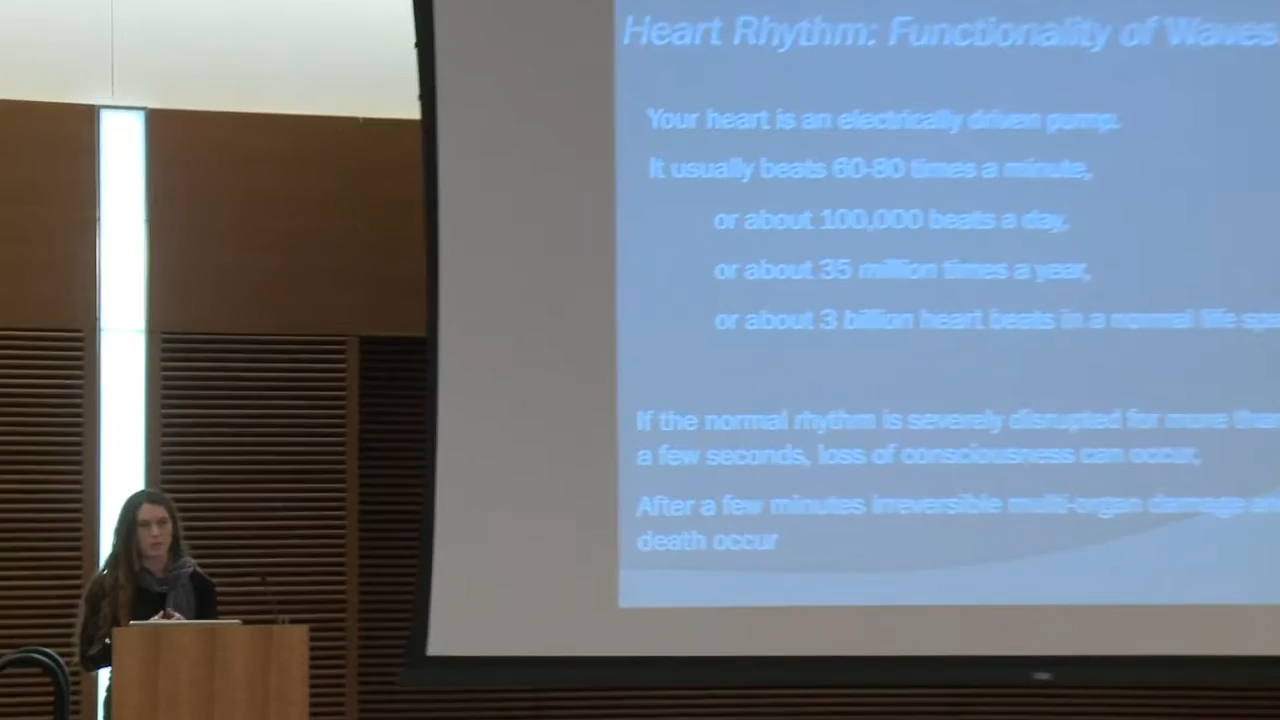 Heart Rhythm: Functionality of Waves
Your heart is an electrically driven pump.
It usually beats 60-80 times a minute,
or about 100,000 beats a day,
or about 35 million times a year,
or about 3 billion heart beats in a normal life
If the normal rhythm is severely disrupted for more
a few seconds, loss of consciousness can occur,
After a few minutes irreversible multi-organ damage
death occur